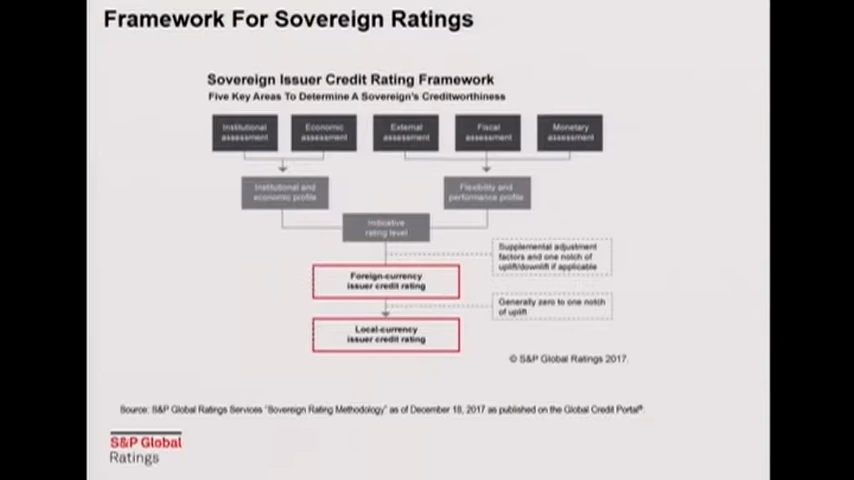 Framework For Sovereign Ratings
Sovereign Issuer Credit Rating Framework
Five Key Areas To Determine A Sovereign's Creditworthiness
Institutional
assessment
Economic
assessment
External
assessment
Fiscal
assessment
Monetary
assessment
Institutional and
economic profile
Flexibility and
performance profile
Indicative
rating level
Supplemental adjustment
factors and one notch of
uplift/downlift if applicable
Foreign-currency
issuer credit rating
Generally zero to one notch
of uplift
Local-currency
issuer credit rating
© S&P Global Ratings 2017.
Source: S&P Global Ratings Services "Sovereign Rating Methodology" as of December 18, 2017 as published on the Global Credit Portal®.
S&P Global
Ratings